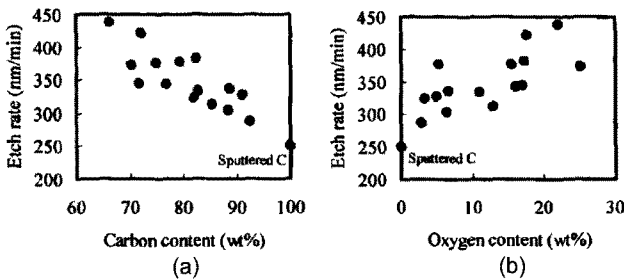 Etch rate (nm/min)
450
400
350
300
250
200
Sputtered C
60
70
80
90
100
Carbon content (wt%)
(a)
Etch rate (nm/min)
450
400
350
300
250
200
Sputtered C
0
10
20
30
Oxygen content (wt%)
(b)